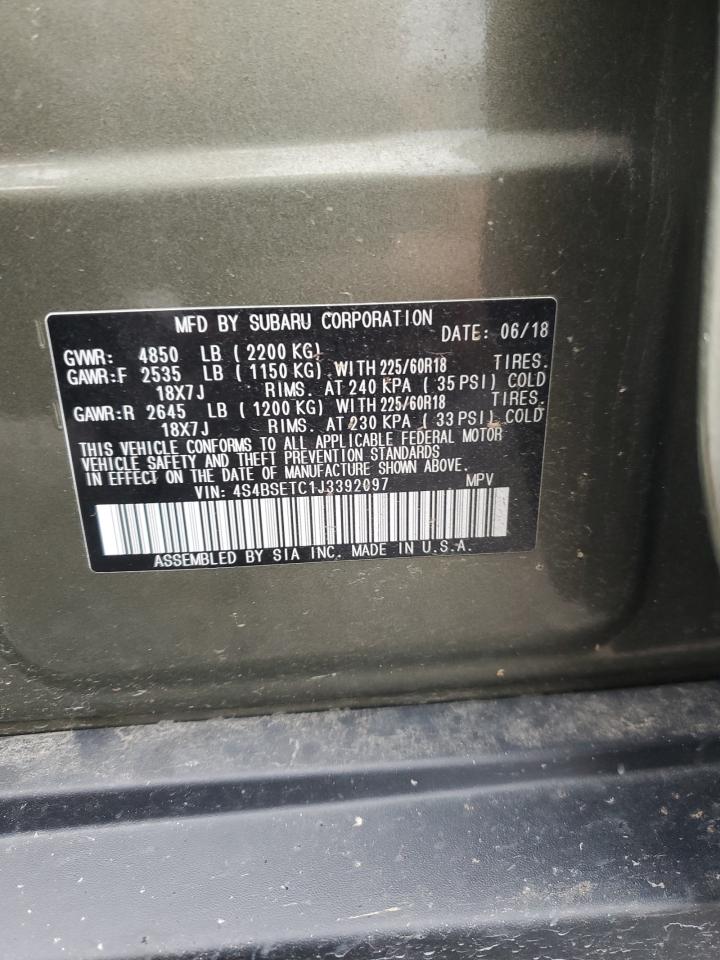 MFD BY SUBARU CORPORATION DATE: 06/18
GVWR: 4850 LB (2200 KG)
GAWR:F 2535 LB (1150 KG) WITH 225/60R18 TIRES.
18X7J RIMS. AT 240 KPA (35 PSI) COLD
GAWR:R 2645 LB (1200 KG) WITH 225/60R18 TIRES.
18X7J RIMS. AT 230 KPA (33 PSI) COLD
THIS VEHICLE CONFORMS TO ALL APPLICABLE FEDERAL MOTOR
VEHICLE SAFETY AND THEFT PREVENTION STANDARDS
IN EFFECT ON THE DATE OF MANUFACTURE SHOWN ABOVE.
VIN: 4S4BSETC1J3392097 MPV
ASSEMBLED BY SIA INC. MADE IN U.S.A.